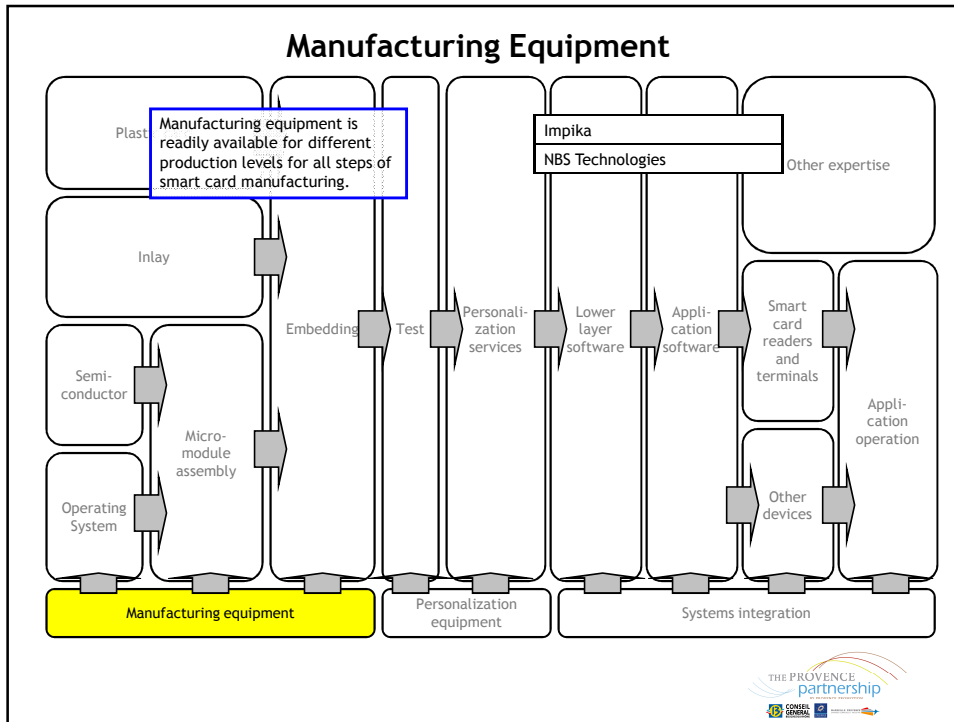 Manufacturing Equipment
Plast
Manufacturing equipment is
readily available for different
production levels for all steps of
smart card manufacturing.
Impika
NBS Technologies
Other expertise
Inlay
Embedding
Test
Personali-
zation
services
Lower
layer
software
Appli-
cation
software
Smart
card
readers
and
terminals
Semi-
conductor
Micro-
module
assembly
Appli-
cation
operation
Operating
System
Other
devices
Manufacturing equipment
Personalization
equipment
Systems integration
THE PROVENCE
partnership
CONSEIL
GENERAL